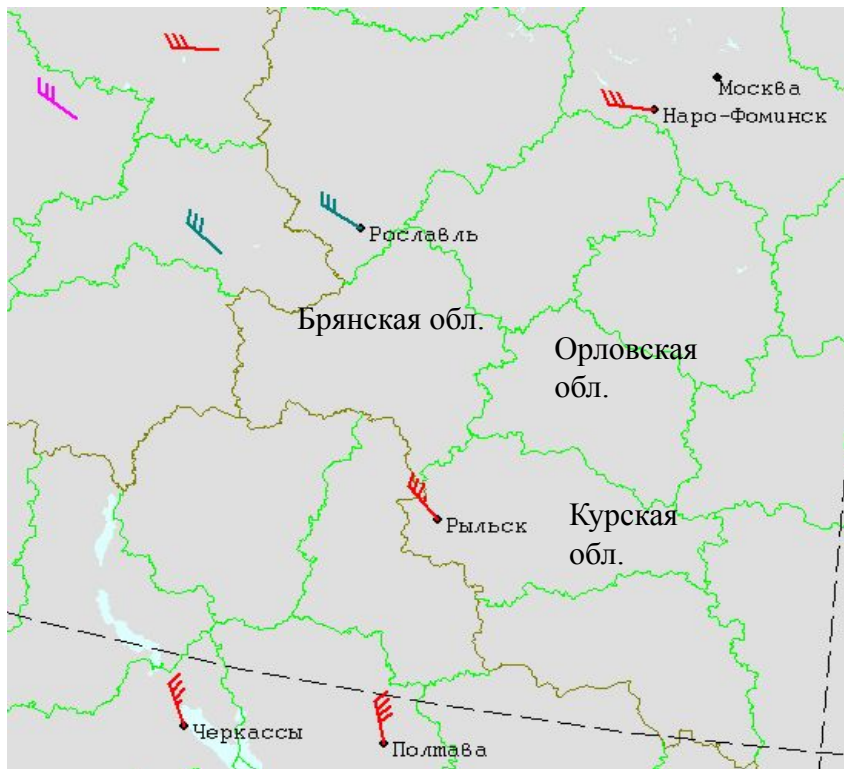 Москва
Наро-Фоминск
Рославль
Брянская обл.
Орловская
обл.
Рыльск
Курская
обл.
Черкассы
Полтава